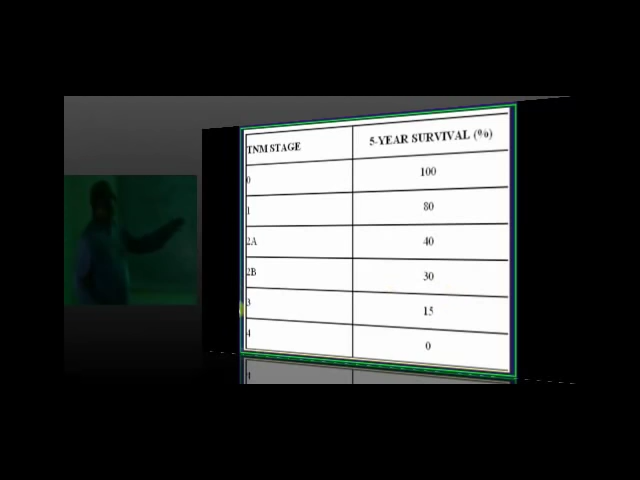 TNM STAGE 5-YEAR SURVIVAL (%)
0 100
1 80
2A 40
2B 30
3 15
4 0